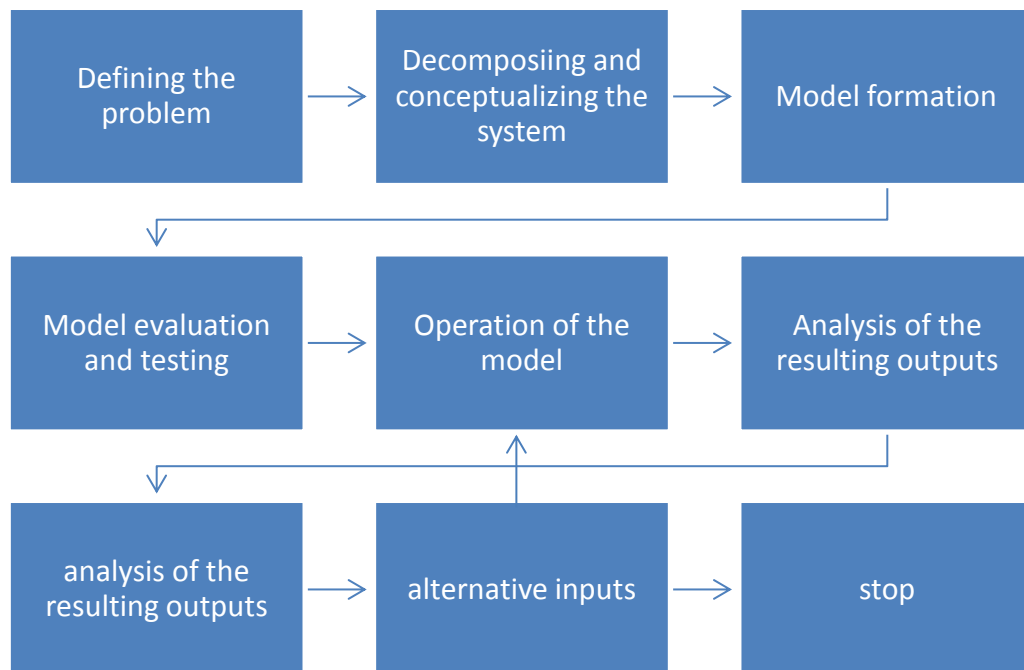 Defining the
problem
Decomposiing and
conceptualizing the
system
Model formation
Model evaluation
and testing
Operation of the
model
Analysis of the
resulting outputs
analysis of the
resulting outputs
alternative inputs
stop